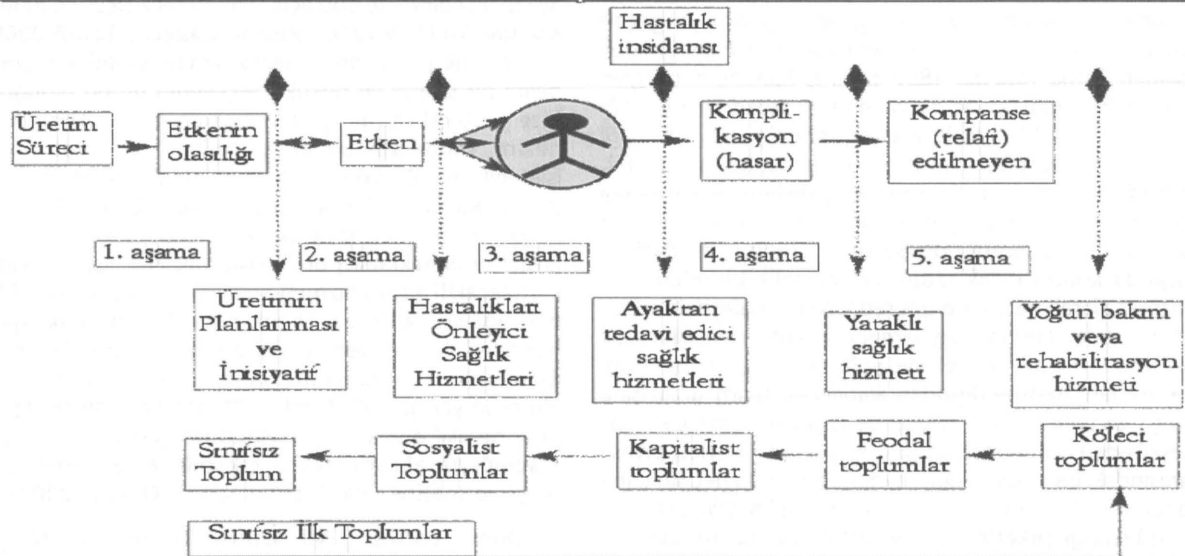 Hastalık
insidansı
Üretim
Süreci
Etkenin
olasılığı
Etken
Kompli-
kasyon
(hasar)
Kompanse
(telafi)
edilmeyen
1. aşama
2. aşama
3. aşama
4. aşama
5. aşama
Üretimin
Planlanması
ve
İnisiyatif
Hastalıkları
Önleyici
Sağlık
Hizmetleri
Ayaktan
tedavi edici
sağlık
hizmetleri
Yataklı
sağlık
hizmeti
Yoğun bakım
veya
rehabilitasyon
hizmeti
Sınıfsız
Toplum
Sosyalist
Toplumlar
Kapitalist
toplumlar
Feodal
toplumlar
Köleci
toplumlar
Sınıfsız İlk Toplumlar